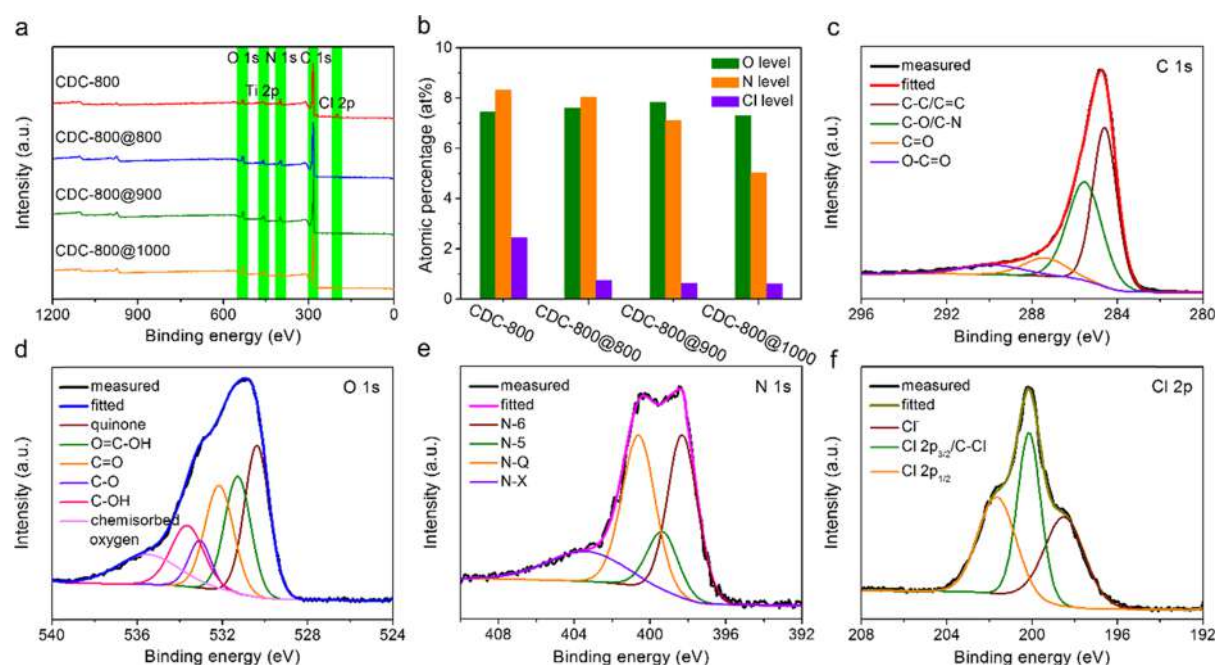 a
O 1s
N 1s
C 1s
CDC-800
Ti 2p
Cl 2p
CDC-800@800
CDC-800@900
CDC-800@1000
Intensity (a.u.)
1200
900
600
300
0
Binding energy (eV)
b
10
8
6
4
2
0
O level
N level
Cl level
Atomic percentage (at%)
CDC-800
CDC-800@800
CDC-800@900
CDC-800@1000
c
C 1s
measured
fitted
C-C/C=C
C-O/C-N
C=O
O-C=O
Intensity (a.u.)
296
292
288
284
280
Binding energy (eV)
d
O 1s
measured
fitted
quinone
O=C-OH
C=O
C-O
C-OH
chemisorbed
oxygen
Intensity (a.u.)
540
536
532
528
524
Binding energy (eV)
e
N 1s
measured
fitted
N-6
N-5
N-Q
N-X
Intensity (a.u.)
408
404
400
396
392
Binding energy (eV)
f
Cl 2p
measured
fitted
Cl⁻
Cl 2p3/2/C-Cl
Cl 2p1/2
Intensity (a.u.)
208
204
200
196
192
Binding energy (eV)